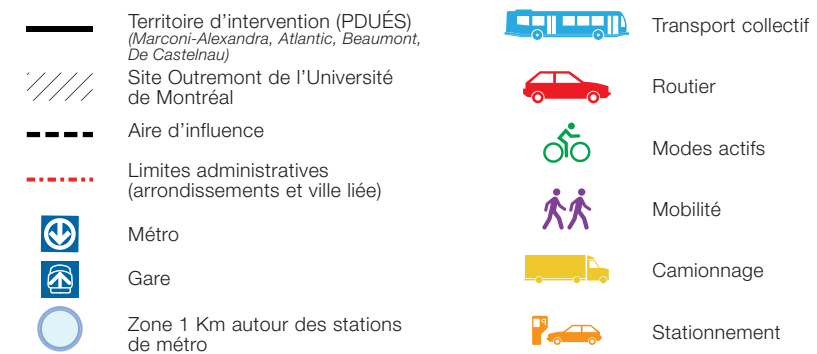 Territoire d'intervention (PDUÉS)
(Marconi-Alexandra, Atlantic, Beaumont,
De Castelnau)
Site Outremont de l'Université
de Montréal
Aire d'influence
Limites administratives
(arrondissements et ville liée)
Métro
Gare
Zone 1 Km autour des stations
de métro
Transport collectif
Routier
Modes actifs
Mobilité
Camionnage
Stationnement